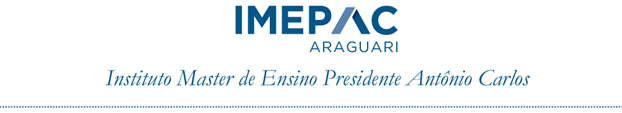 IMEPAC
ARAGUARI
Instituto Master de Ensino Presidente Antônio Carlos